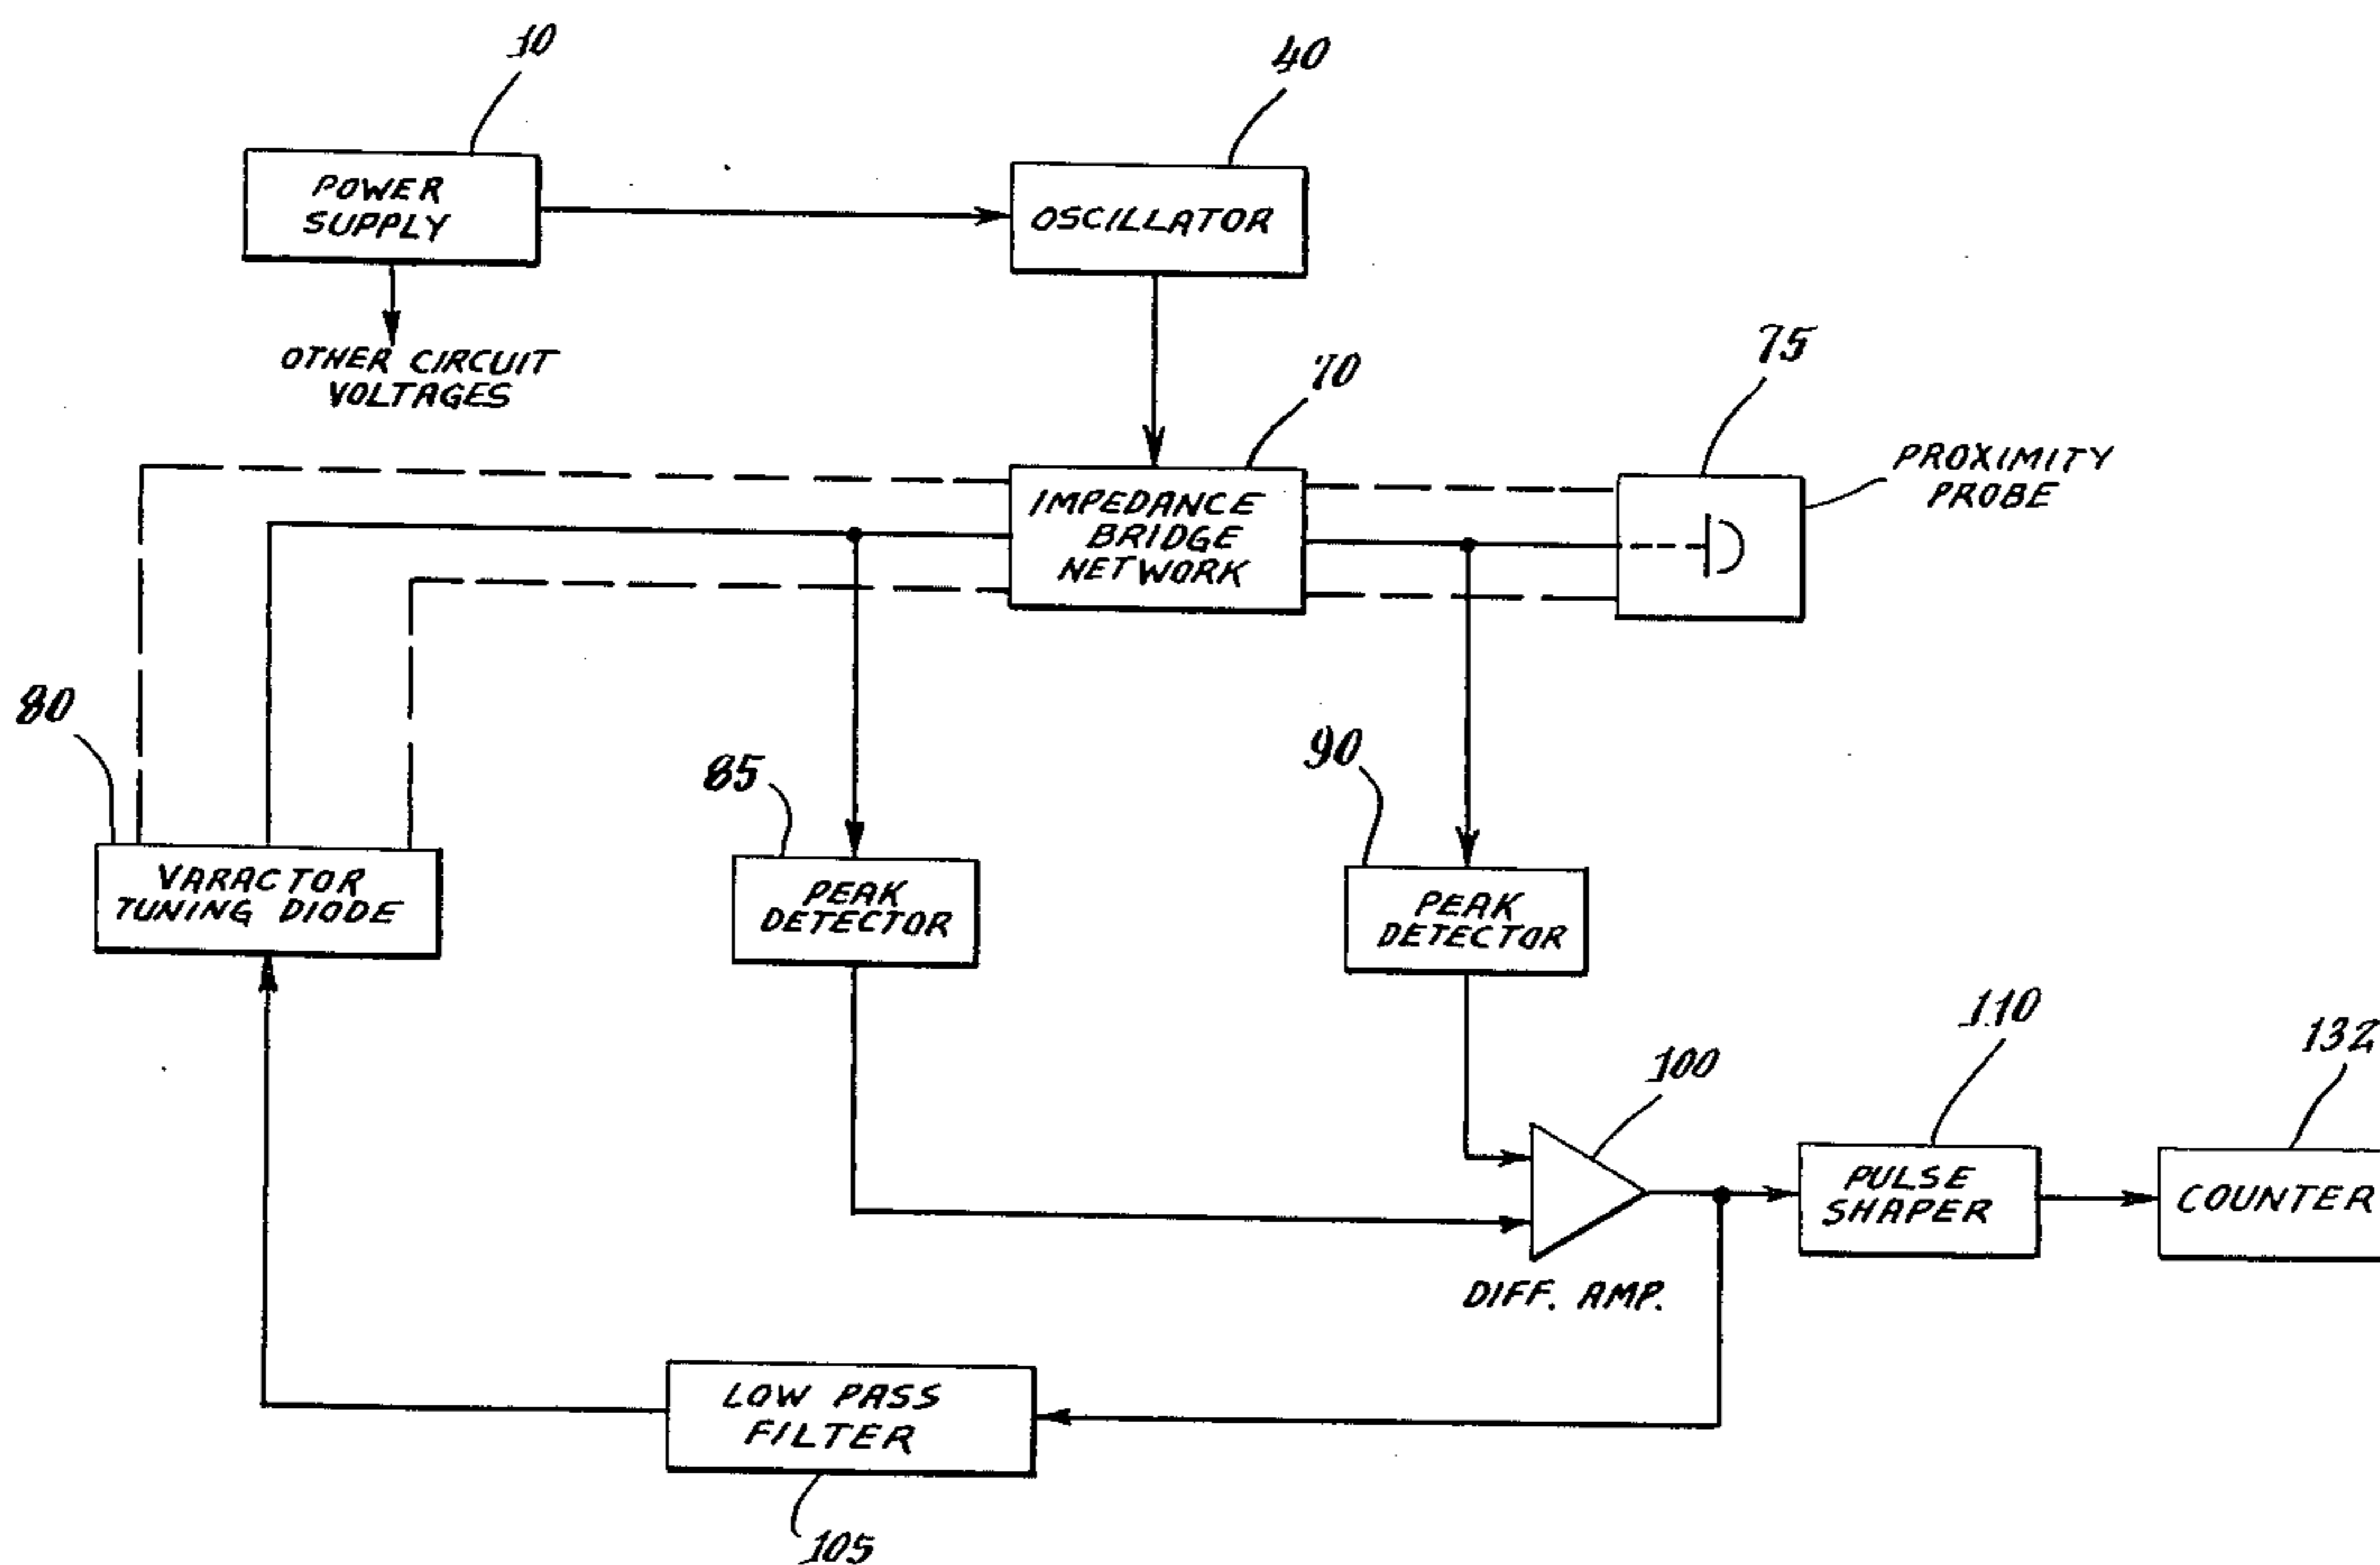 10
40
POWER
SUPPLY
OSCILLATOR
OTHER CIRCUIT
VOLTAGES
70
75
PROXIMITY
PROBE
IMPEDANCE
BRIDGE
NETWORK
80
85
90
VARACTOR
TUNING DIODE
PEAK
DETECTOR
PEAK
DETECTOR
100
110
132
PULSE
SHAPER
COUNTER
DIFF. AMP.
LOW PASS
FILTER
105